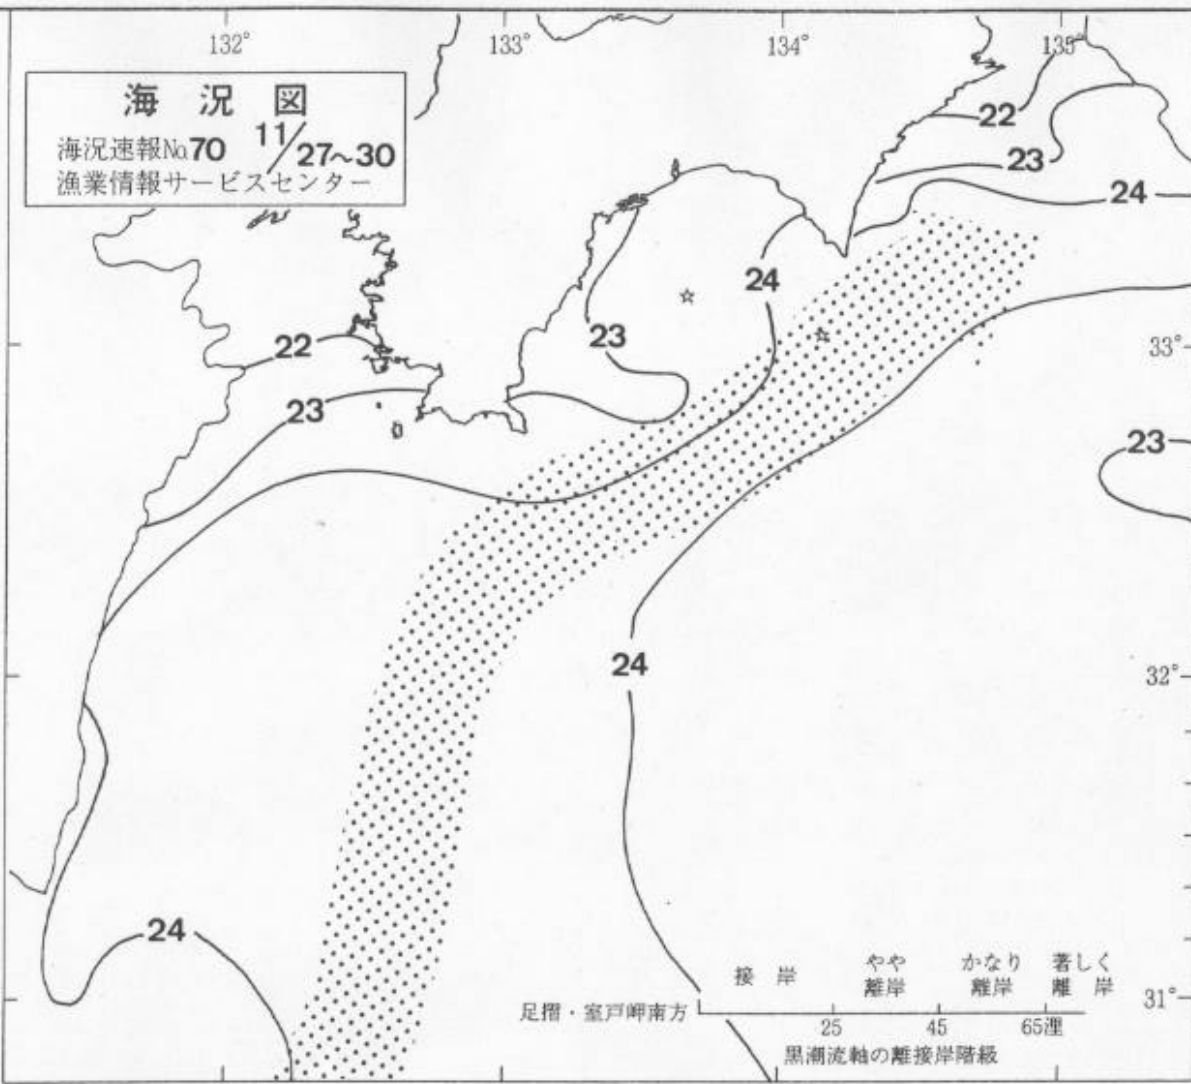 132° 133° 134° 135°
海況図
海況速報No.70 11/27~30
漁業情報サービスセンター
22
23
24
24
23
22
33°
23
23
24
32°
24
接岸 やや離岸 かなり離岸 著しく離岸
31°
足摺・室戸岬南方
25 45 65浬
黒潮流軸の離接岸階級